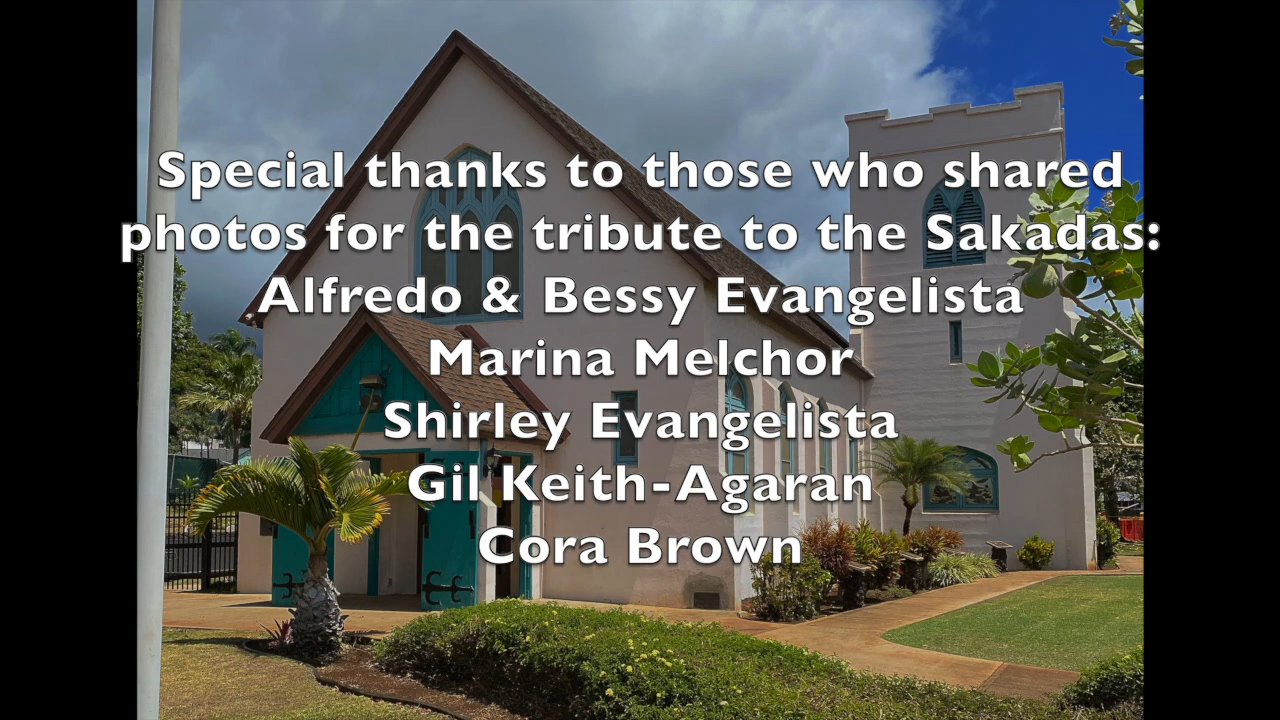 Special thanks to those who shared
photos for the tribute to the Sakadas:
Alfredo & Bessy Evangelista
Marina Melchor
Shirley Evangelista
Gil Keith-Agaran
Cora Brown